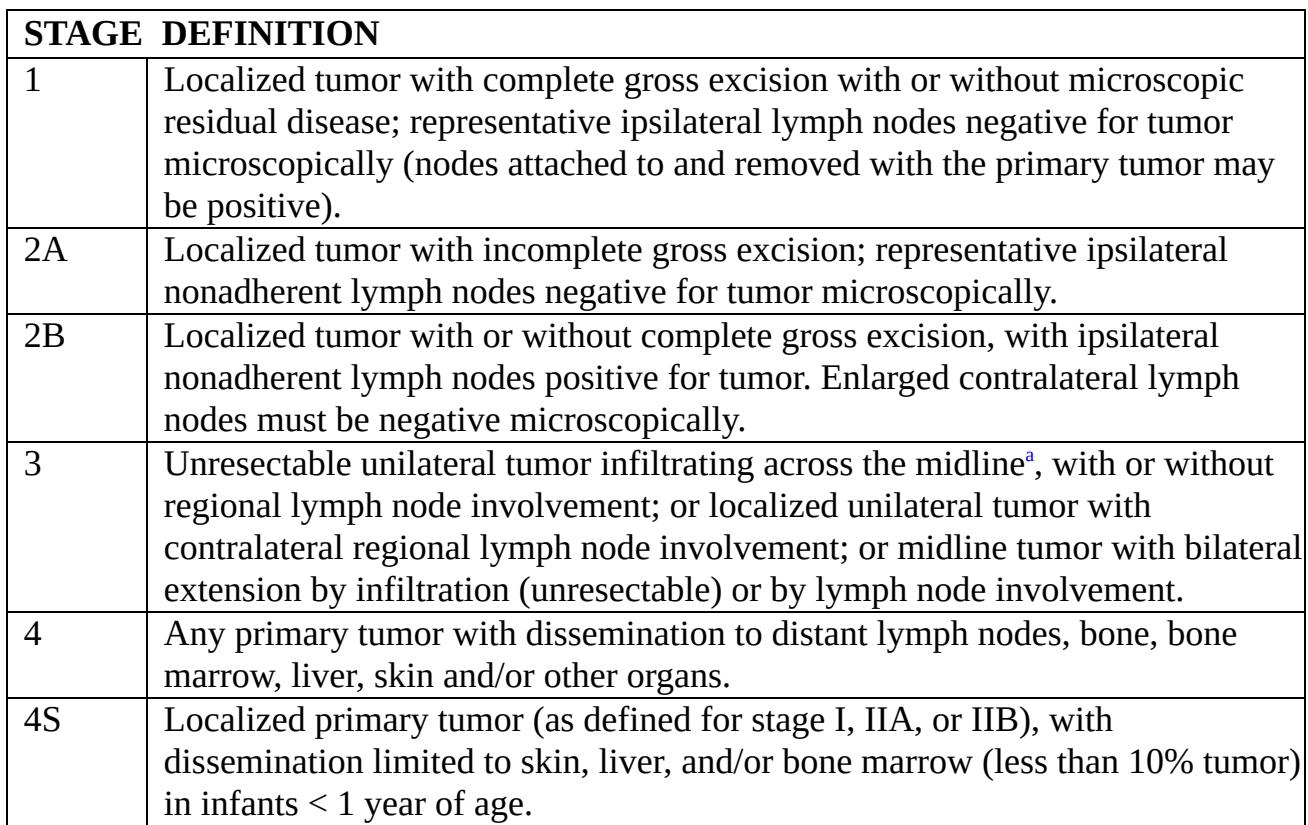 STAGE DEFINITION
1 Localized tumor with complete gross excision with or without microscopic
residual disease; representative ipsilateral lymph nodes negative for tumor
microscopically (nodes attached to and removed with the primary tumor may
be positive).
2A Localized tumor with incomplete gross excision; representative ipsilateral
nonadherent lymph nodes negative for tumor microscopically.
2B Localized tumor with or without complete gross excision, with ipsilateral
nonadherent lymph nodes positive for tumor. Enlarged contralateral lymph
nodes must be negative microscopically.
3 Unresectable unilateral tumor infiltrating across the midlineᵃ, with or without
regional lymph node involvement; or localized unilateral tumor with
contralateral regional lymph node involvement; or midline tumor with bilateral
extension by infiltration (unresectable) or by lymph node involvement.
4 Any primary tumor with dissemination to distant lymph nodes, bone, bone
marrow, liver, skin and/or other organs.
4S Localized primary tumor (as defined for stage I, IIA, or IIB), with
dissemination limited to skin, liver, and/or bone marrow (less than 10% tumor)
in infants < 1 year of age.